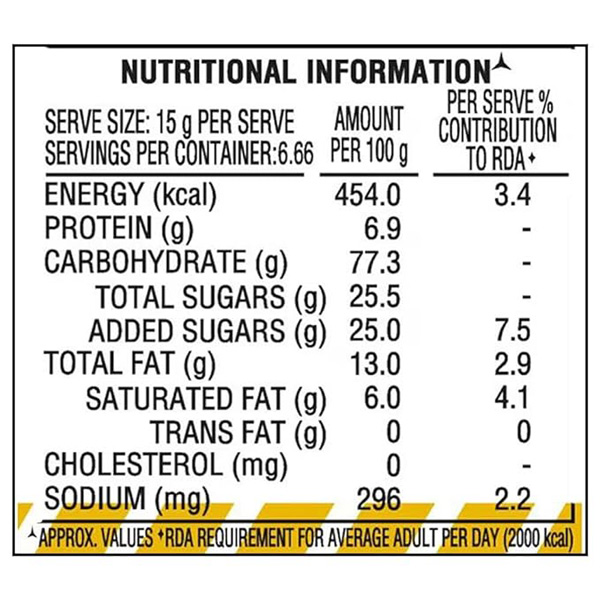 NUTRITIONAL INFORMATION⅄
SERVE SIZE: 15 g PER SERVE
SERVINGS PER CONTAINER:6.66
AMOUNT
PER 100 g
PER SERVE %
CONTRIBUTION
TO RDA✦
ENERGY (kcal) 454.0 3.4
PROTEIN (g) 6.9 -
CARBOHYDRATE (g) 77.3 -
TOTAL SUGARS (g) 25.5 -
ADDED SUGARS (g) 25.0 7.5
TOTAL FAT (g) 13.0 2.9
SATURATED FAT (g) 6.0 4.1
TRANS FAT (g) 0 0
CHOLESTEROL (mg) 0 -
SODIUM (mg) 296 2.2
⅄APPROX. VALUES ✦RDA REQUIREMENT FOR AVERAGE ADULT PER DAY (2000 kcal)